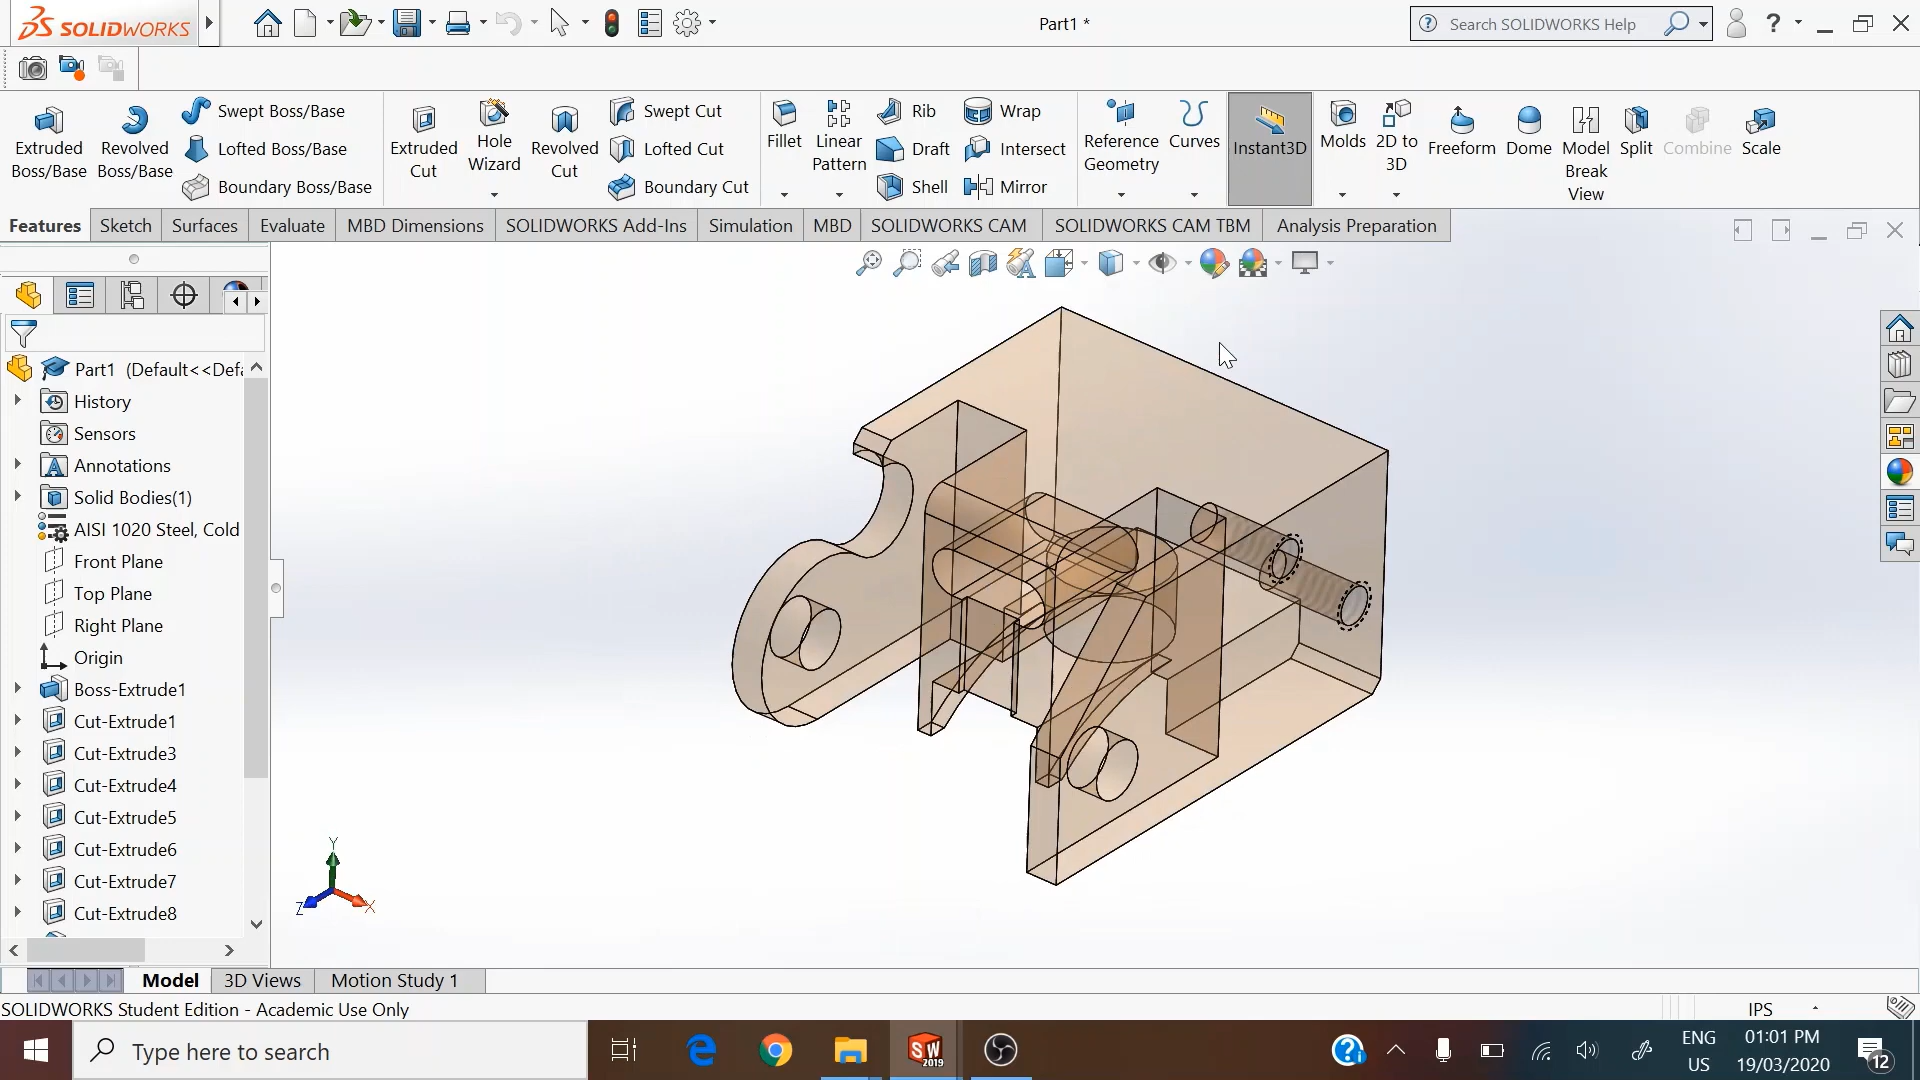 SOLIDWORKS
Part1 *
Search SOLIDWORKS Help
Extruded Boss/Base
Revolved Boss/Base
Swept Boss/Base
Lofted Boss/Base
Boundary Boss/Base
Extruded Cut
Hole Wizard
Revolved Cut
Swept Cut
Lofted Cut
Boundary Cut
Fillet
Linear Pattern
Rib
Draft
Shell
Wrap
Intersect
Mirror
Reference Geometry
Curves
Instant3D
Molds
2D to 3D
Freeform
Dome
Model Break View
Split
Combine
Scale
Features
Sketch
Surfaces
Evaluate
MBD Dimensions
SOLIDWORKS Add-Ins
Simulation
MBD
SOLIDWORKS CAM
SOLIDWORKS CAM TBM
Analysis Preparation
Part1 (Default<<Defa
History
Sensors
Annotations
Solid Bodies(1)
AISI 1020 Steel, Cold
Front Plane
Top Plane
Right Plane
Origin
Boss-Extrude1
Cut-Extrude1
Cut-Extrude3
Cut-Extrude4
Cut-Extrude5
Cut-Extrude6
Cut-Extrude7
Cut-Extrude8
Y
Z
X
Model
3D Views
Motion Study 1
SOLIDWORKS Student Edition - Academic Use Only
IPS
Type here to search
SW
2019
ENG
US
01:01 PM
19/03/2020
12